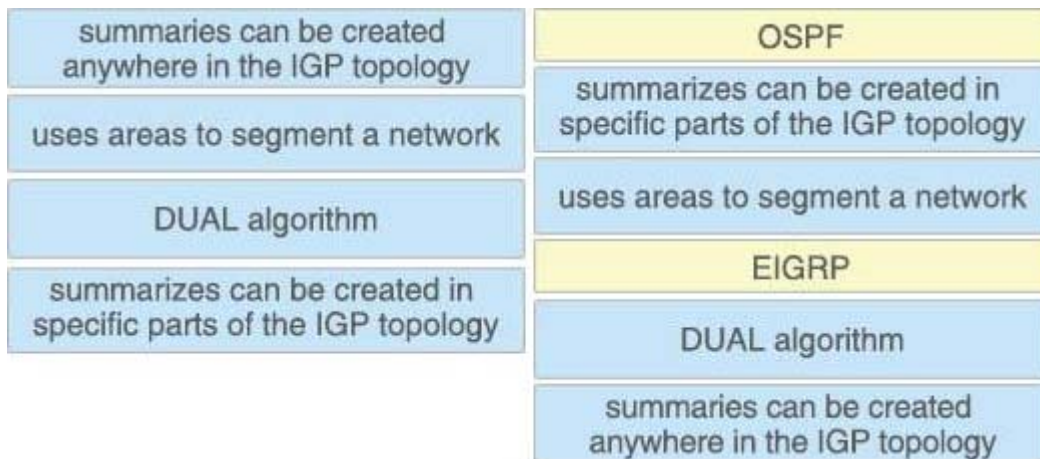 summaries can be created
anywhere in the IGP topology
uses areas to segment a network
DUAL algorithm
summarizes can be created in
specific parts of the IGP topology
OSPF
summarizes can be created in
specific parts of the IGP topology
uses areas to segment a network
EIGRP
DUAL algorithm
summaries can be created
anywhere in the IGP topology